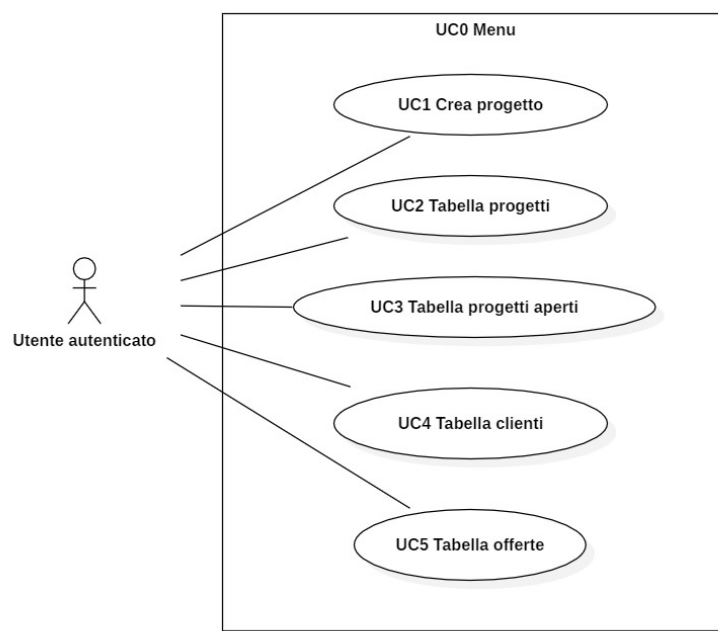 UC0 Menu
UC1 Crea progetto
UC2 Tabella progetti
UC3 Tabella progetti aperti
Utente autenticato
UC4 Tabella clienti
UC5 Tabella offerte